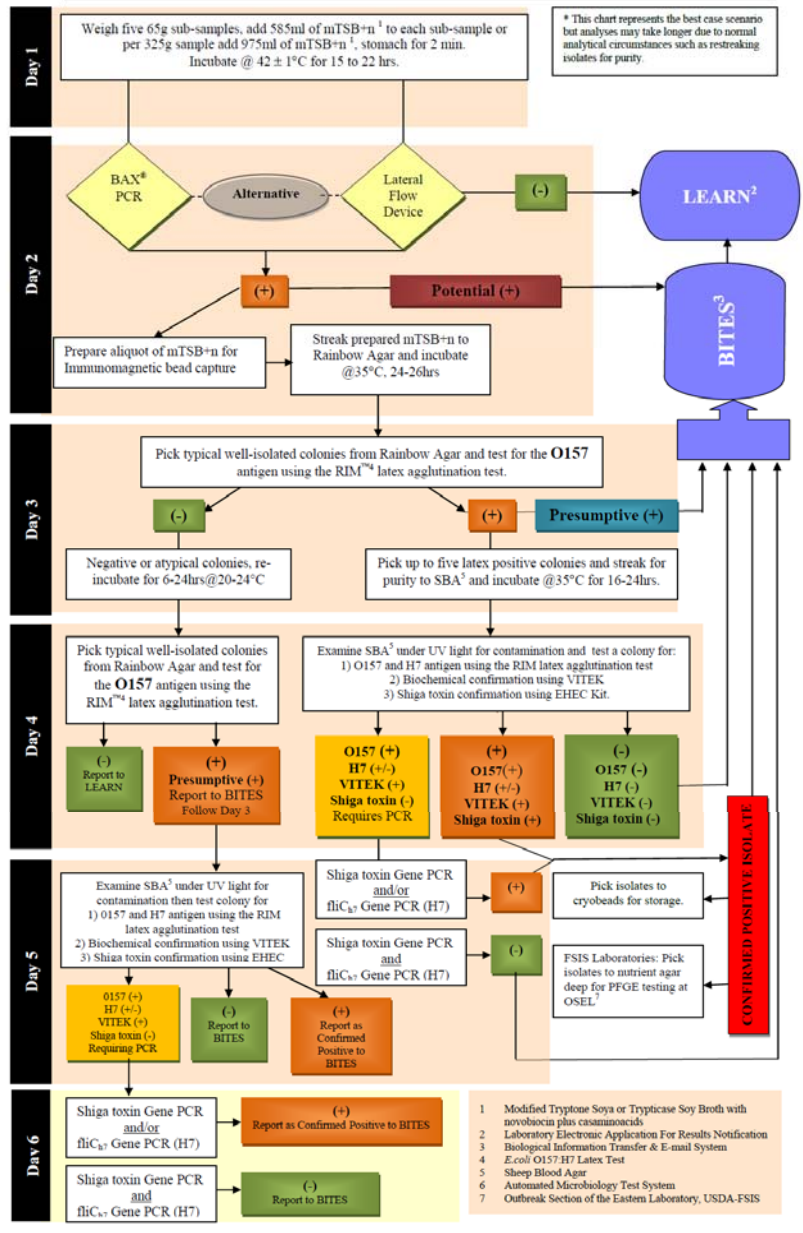 Day 1
Weigh five 65g sub-samples, add 585ml of mTSB+n ¹ to each sub-sample or
per 325g sample add 975ml of mTSB+n ¹, stomach for 2 min.
Incubate @ 42 ± 1°C for 15 to 22 hrs.
* This chart represents the best case scenario
but analyses may take longer due to normal
analytical circumstances such as restreaking
isolates for purity.
Day 2
BAX®
PCR
Alternative
Lateral
Flow
Device
(-)
LEARN²
(+)
Potential (+)
BITES³
Prepare aliquot of mTSB+n for
Immunomagnetic bead capture
Streak prepared mTSB+n to
Rainbow Agar and incubate
@35°C, 24-26hrs
Day 3
Pick typical well-isolated colonies from Rainbow Agar and test for the O157
antigen using the RIM™⁴ latex agglutination test.
(-)
(+)
Presumptive (+)
Negative or atypical colonies, re-
incubate for 6-24hrs@20-24°C
Pick up to five latex positive colonies and streak for
purity to SBA⁵ and incubate @35°C for 16-24hrs.
Day 4
Pick typical well-isolated colonies
from Rainbow Agar and test for
the O157 antigen using the
RIM™⁴ latex agglutination test.
Examine SBA⁵ under UV light for contamination and test a colony for:
1) O157 and H7 antigen using the RIM latex agglutination test
2) Biochemical confirmation using VITEK
3) Shiga toxin confirmation using EHEC Kit.
(-)
Report to
LEARN
(+)
Presumptive (+)
Report to BITES
Follow Day 3
O157 (+)
H7 (+/-)
VITEK (+)
Shiga toxin (-)
Requires PCR
(+)
O157(+)
H7 (+/-)
VITEK (+)
Shiga toxin (+)
(-)
O157 (-)
H7 (-)
VITEK (-)
Shiga toxin (-)
CONFIRMED POSITIVE ISOLATE
Day 5
Examine SBA⁵ under UV light for
contamination then test colony for
1) 0157 and H7 antigen using the RIM
latex agglutination test
2) Biochemical confirmation using VITEK
3) Shiga toxin confirmation using EHEC
Shiga toxin Gene PCR
and/or
fliCₕ₇ Gene PCR (H7)
(+)
Pick isolates to
cryobeads for storage.
Shiga toxin Gene PCR
and
fliCₕ₇ Gene PCR (H7)
(-)
FSIS Laboratories: Pick
isolates to nutrient agar
deep for PFGE testing at
OSEL⁷
0157 (+)
H7 (+/-)
VITEK (+)
Shiga toxin (-)
Requiring PCR
(-)
Report to
BITES
(+)
Report as
Confirmed
Positive to
BITES
Day 6
Shiga toxin Gene PCR
and/or
fliCₕ₇ Gene PCR (H7)
(+)
Report as Confirmed Positive to BITES
Shiga toxin Gene PCR
and
fliCₕ₇ Gene PCR (H7)
(-)
Report to BITES
1 Modified Tryptone Soya or Trypticase Soy Broth with
novobiocin plus casaminoacids
2 Laboratory Electronic Application For Results Notification
3 Biological Information Transfer & E-mail System
4 E.coli O157:H7 Latex Test
5 Sheep Blood Agar
6 Automated Microbiology Test System
7 Outbreak Section of the Eastern Laboratory, USDA-FSIS